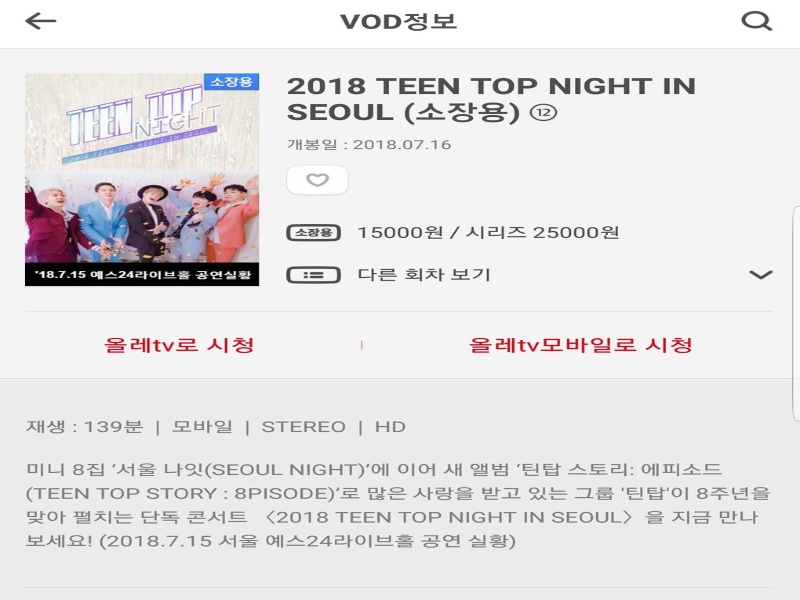 VOD정보
소장용
TEEN TOP
NIGHT
2018 TEEN TOP NIGHT IN SEOUL
'18.7.15 예스24라이브홀 공연실황
2018 TEEN TOP NIGHT IN
SEOUL (소장용) ⑫
개봉일 : 2018.07.16
소장용 15000원 / 시리즈 25000원
다른 회차 보기
올레tv로 시청 | 올레tv모바일로 시청
재생 : 139분 | 모바일 | STEREO | HD
미니 8집 ‘서울 나잇(SEOUL NIGHT)’에 이어 새 앨범 ‘틴탑 스토리: 에피소드
(TEEN TOP STORY : 8PISODE)’로 많은 사랑을 받고 있는 그룹 '틴탑'이 8주년을
맞아 펼치는 단독 콘서트 〈2018 TEEN TOP NIGHT IN SEOUL〉을 지금 만나
보세요! (2018.7.15 서울 예스24라이브홀 공연 실황)